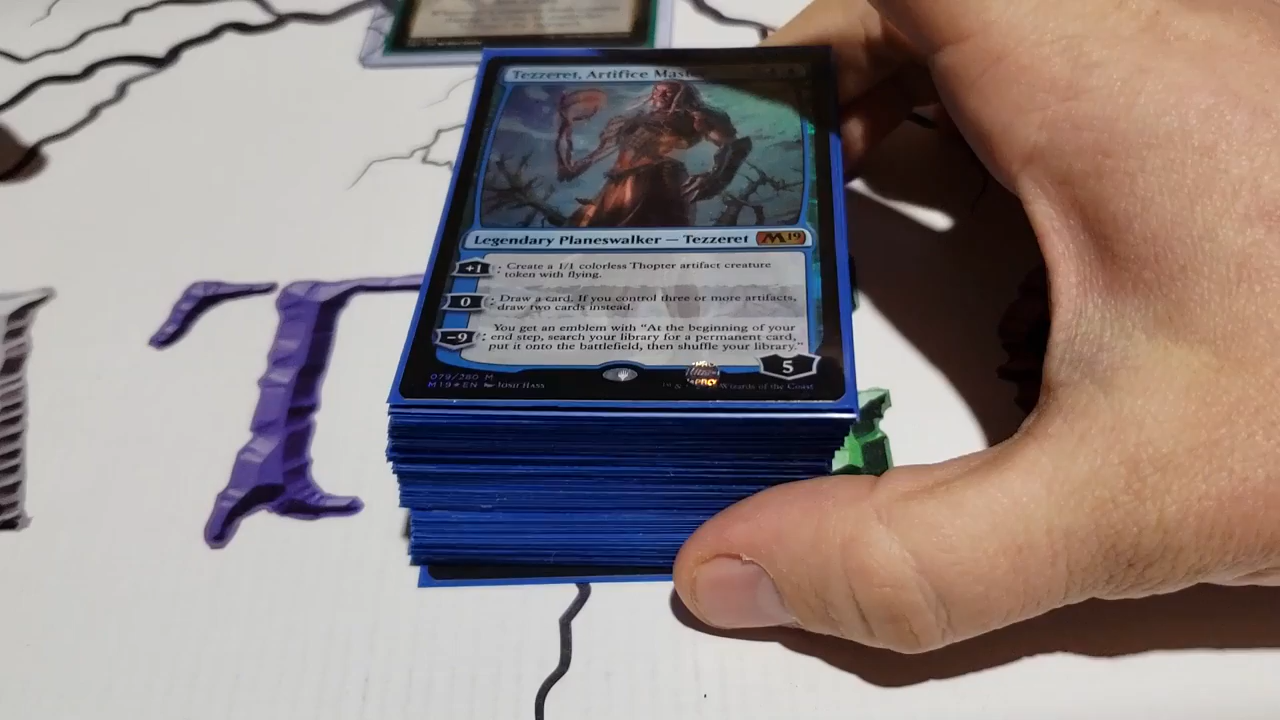 Tezzeret, Artifice Mas
Legendary Planeswalker — Tezzeret M19
+1 : Create a 1/1 colorless Thopter artifact creature
token with flying.
0 : Draw a card. If you control three or more artifacts,
draw two cards instead.
You get an emblem with “At the beginning of your
-9 : end step, search your library for a permanent card,
put it onto the battlefield, then shuffle your library.”
5
079/280 M
M19 ★ EN Josh Hass
Wizards of the Coast
T